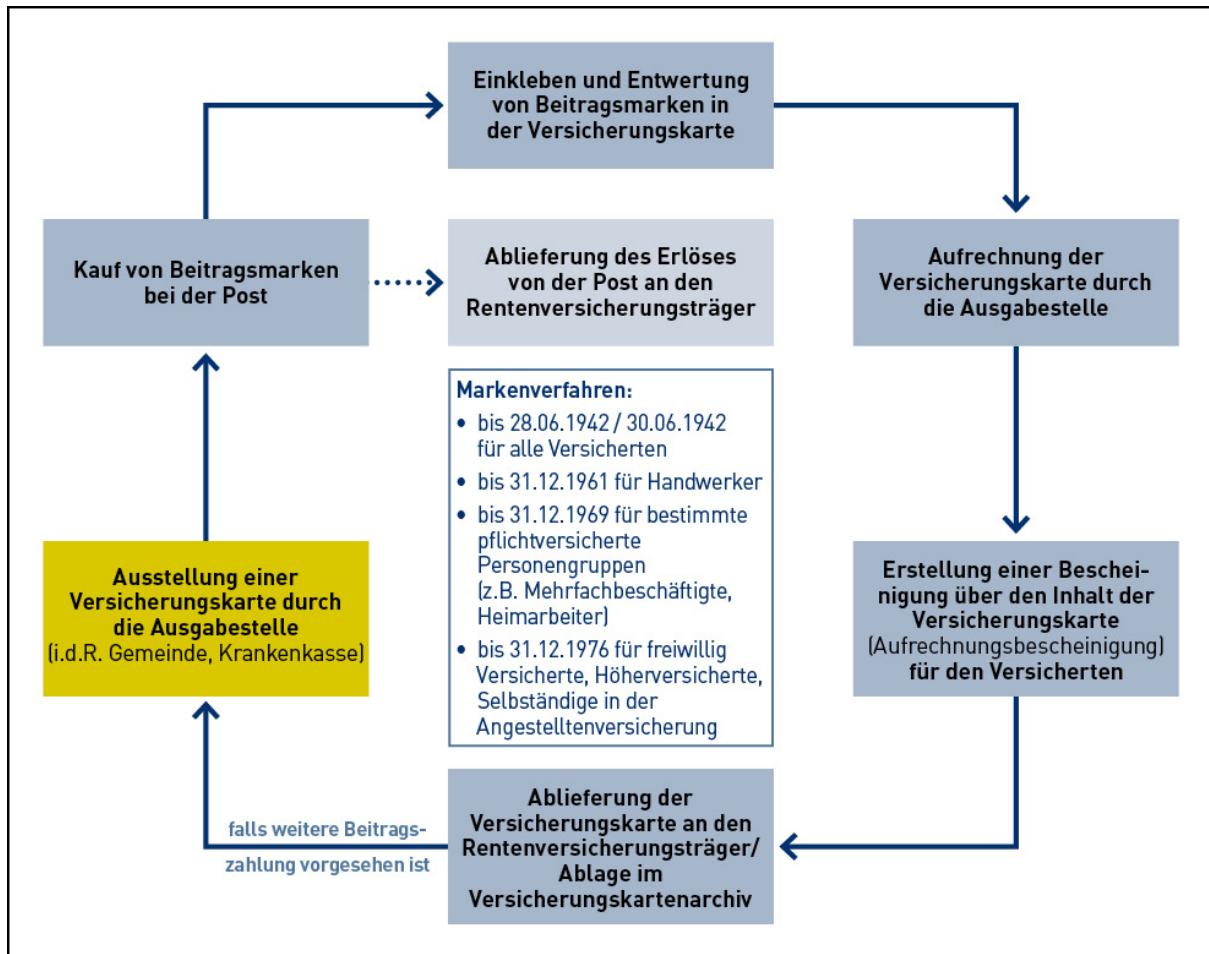 Einkleben und Entwertung
von Beitragsmarken in
der Versicherungskarte
Kauf von Beitragsmarken
bei der Post
Ablieferung des Erlöses
von der Post an den
Rentenversicherungsträger
Aufrechnung der
Versicherungskarte durch
die Ausgabestelle
Markenverfahren:
• bis 28.06.1942 / 30.06.1942
für alle Versicherten
• bis 31.12.1961 für Handwerker
• bis 31.12.1969 für bestimmte
pflichtversicherte
Personengruppen
(z.B. Mehrfachbeschäftigte,
Heimarbeiter)
• bis 31.12.1976 für freiwillig
Versicherte, Höherversicherte,
Selbständige in der
Angestelltenversicherung
Ausstellung einer
Versicherungskarte durch
die Ausgabestelle
(i.d.R. Gemeinde, Krankenkasse)
Erstellung einer Beschei-
nigung über den Inhalt der
Versicherungskarte
(Aufrechnungsbescheinigung)
für den Versicherten
falls weitere Beitrags-
zahlung vorgesehen ist
Ablieferung der
Versicherungskarte an den
Rentenversicherungsträger/
Ablage im
Versicherungskartenarchiv